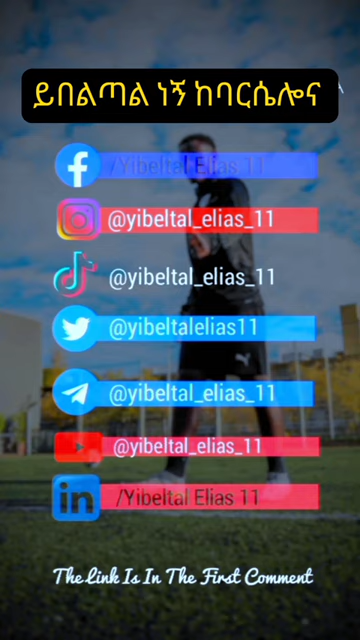 ይበልጣል ነኝ ከባርሴሎና
/Yibeltal Elias 11
@yibeltal_elias_11
@yibeltal_elias_11
@yibeltalelias11
@yibeltal_elias_11
@yibeltal_elias_11
/Yibeltal Elias 11
The Link Is In The First Comment